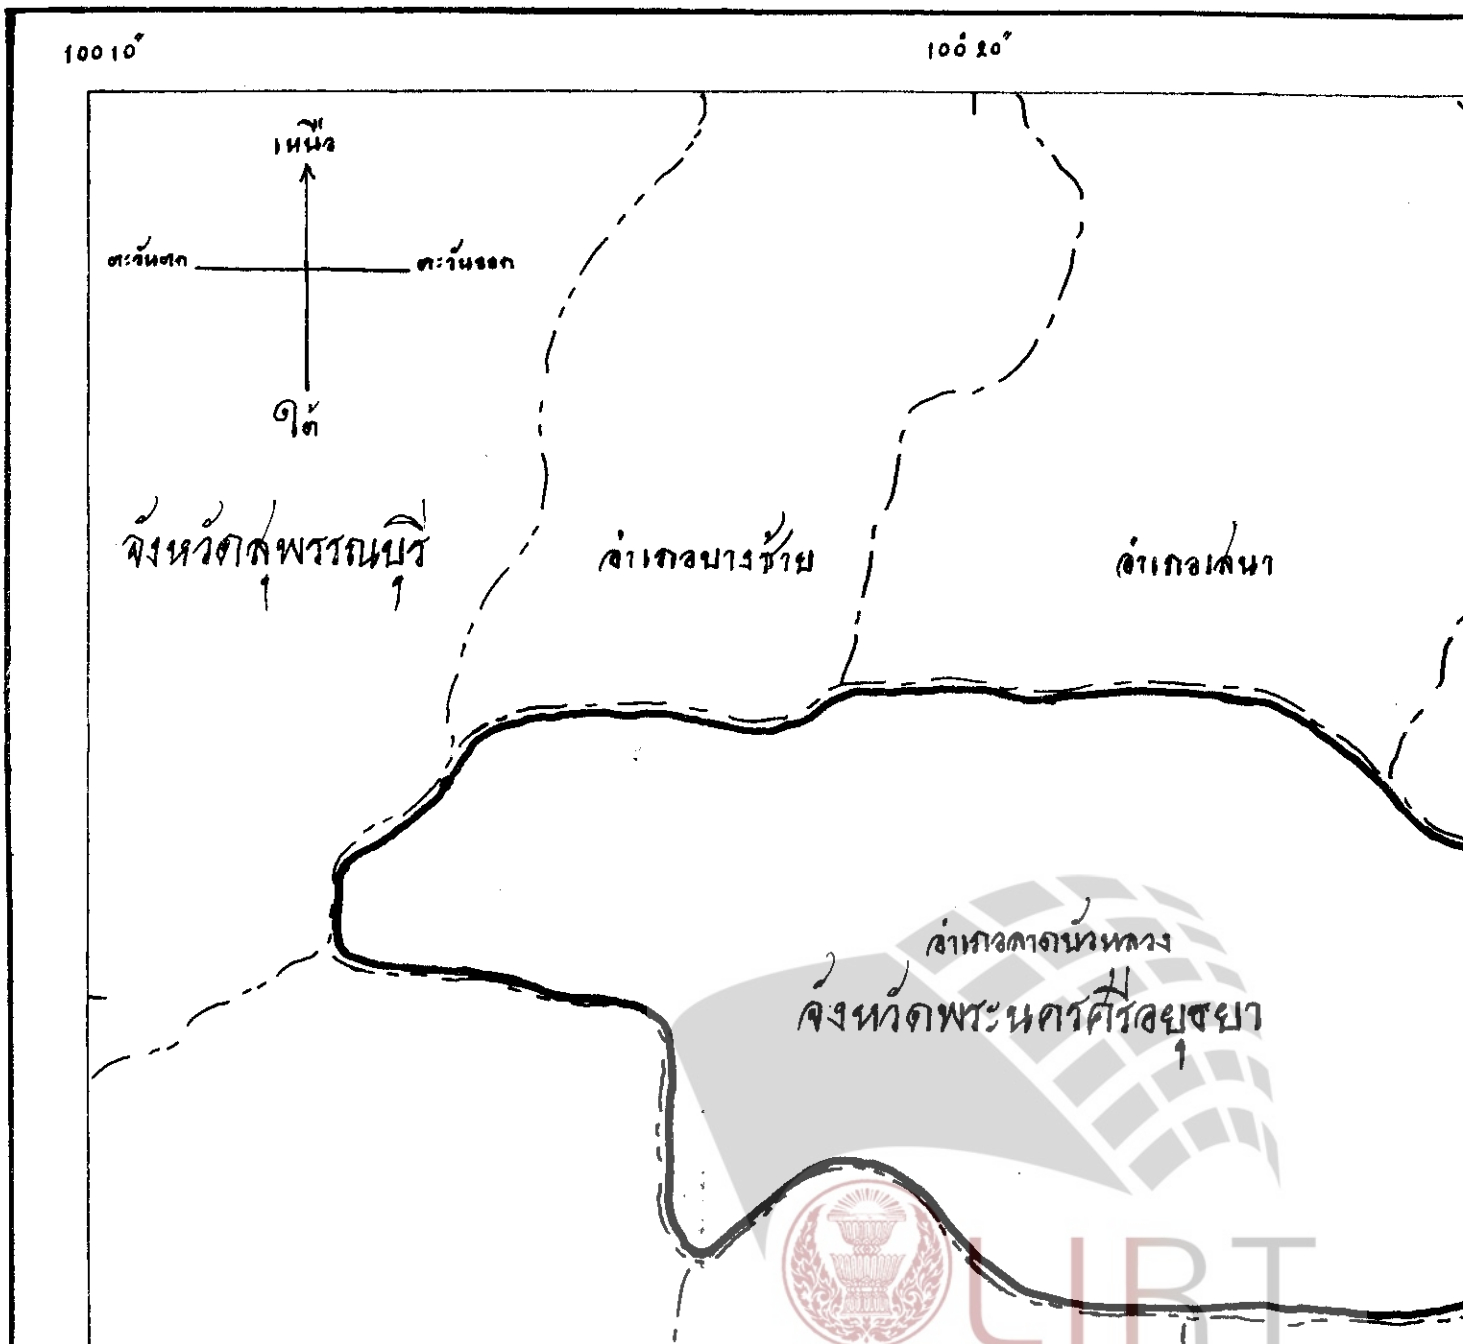 100 10′
100 20′
เหนือ
ตะวันตก
ตะวันออก
ใต้
จังหวัดสุพรรณบุรี
อำเภอบางซ้าย
อำเภอเสนา
อำเภอลาดบัวหลวง
จังหวัดพระนครศรีอยุธยา
LIRT